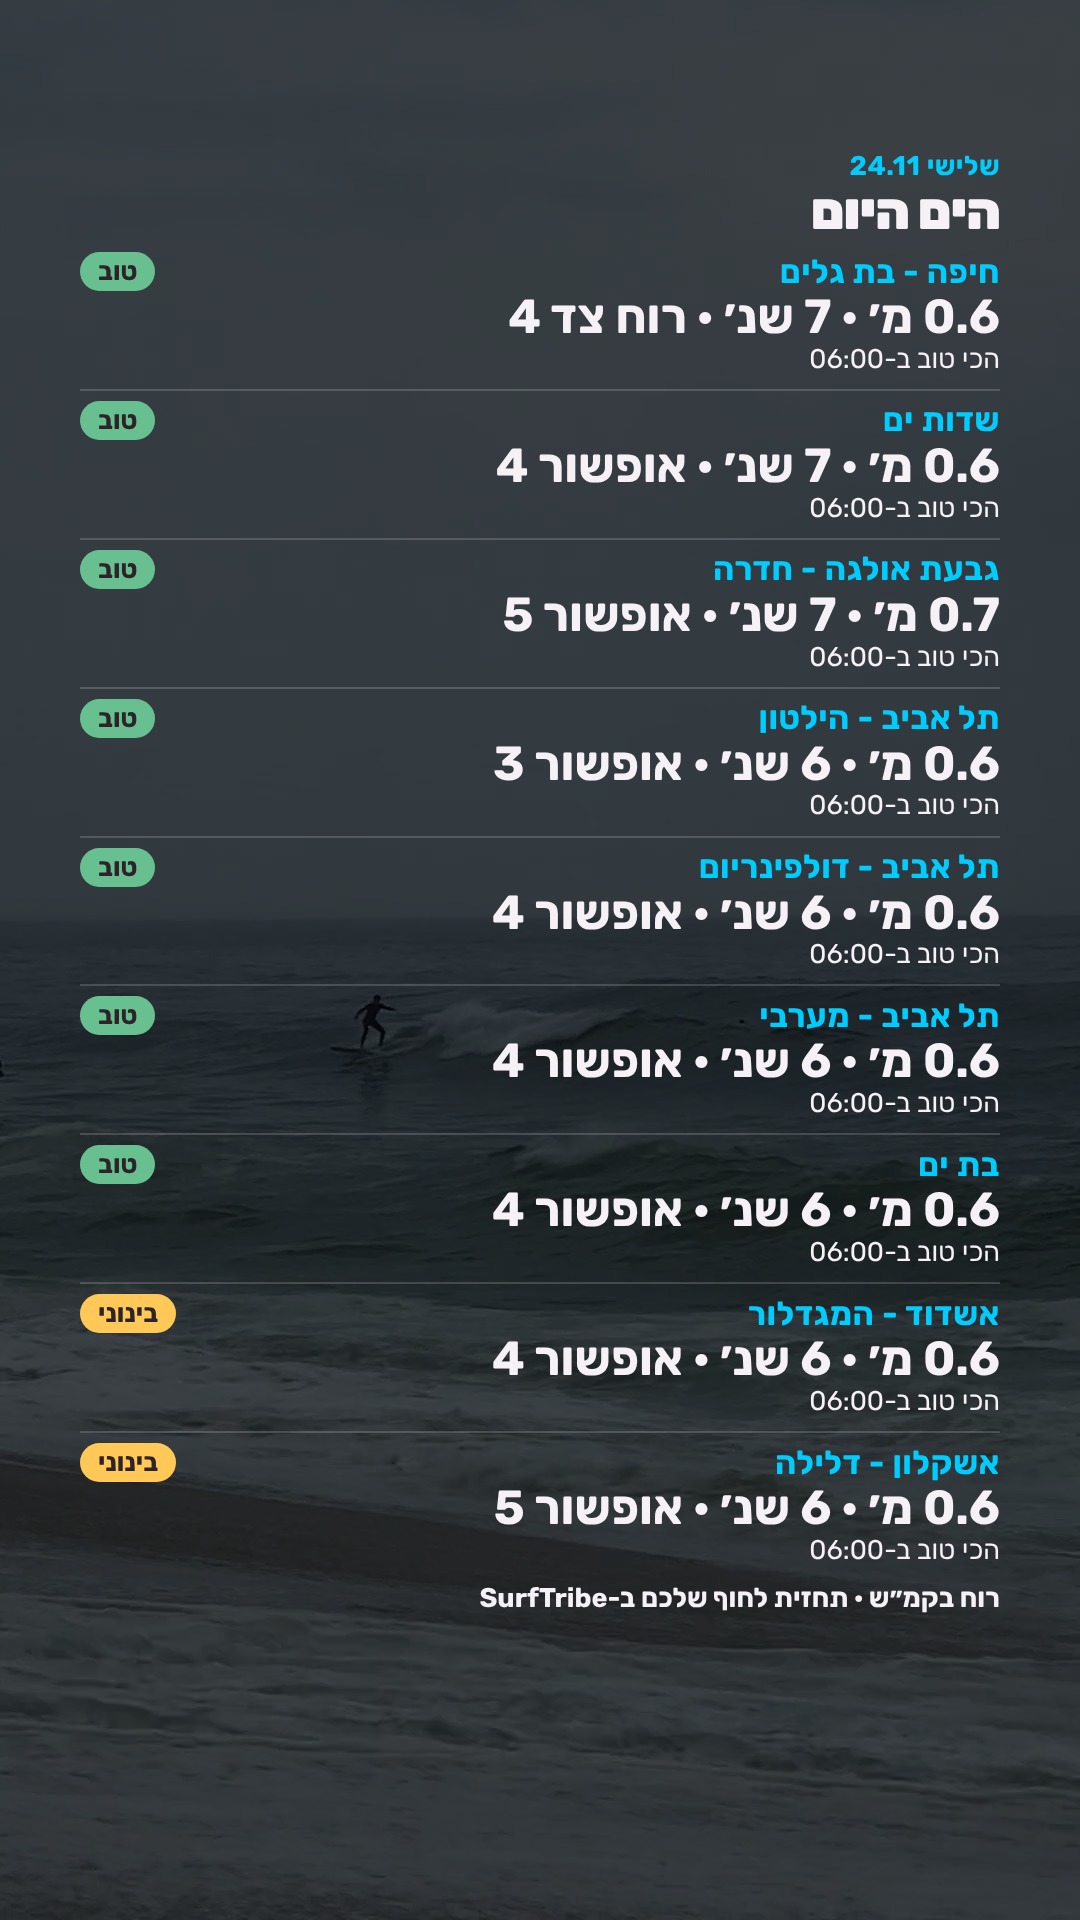 שלישי 24.11
הים היום
חיפה - בת גלים
טוב
0.6 מ׳ • 7 שנ׳ • רוח צד 4
הכי טוב ב-06:00
שדות ים
טוב
0.6 מ׳ • 7 שנ׳ • אופשור 4
הכי טוב ב-06:00
גבעת אולגה - חדרה
טוב
0.7 מ׳ • 7 שנ׳ • אופשור 5
הכי טוב ב-06:00
תל אביב - הילטון
טוב
0.6 מ׳ • 6 שנ׳ • אופשור 3
הכי טוב ב-06:00
תל אביב - דולפינריום
טוב
0.6 מ׳ • 6 שנ׳ • אופשור 4
הכי טוב ב-06:00
תל אביב - מערבי
טוב
0.6 מ׳ • 6 שנ׳ • אופשור 4
הכי טוב ב-06:00
בת ים
טוב
0.6 מ׳ • 6 שנ׳ • אופשור 4
הכי טוב ב-06:00
אשדוד - המגדלור
בינוני
0.6 מ׳ • 6 שנ׳ • אופשור 4
הכי טוב ב-06:00
אשקלון - דלילה
בינוני
0.6 מ׳ • 6 שנ׳ • אופשור 5
הכי טוב ב-06:00
רוח בקמ״ש • תחזית לחוף שלכם ב-SurfTribe